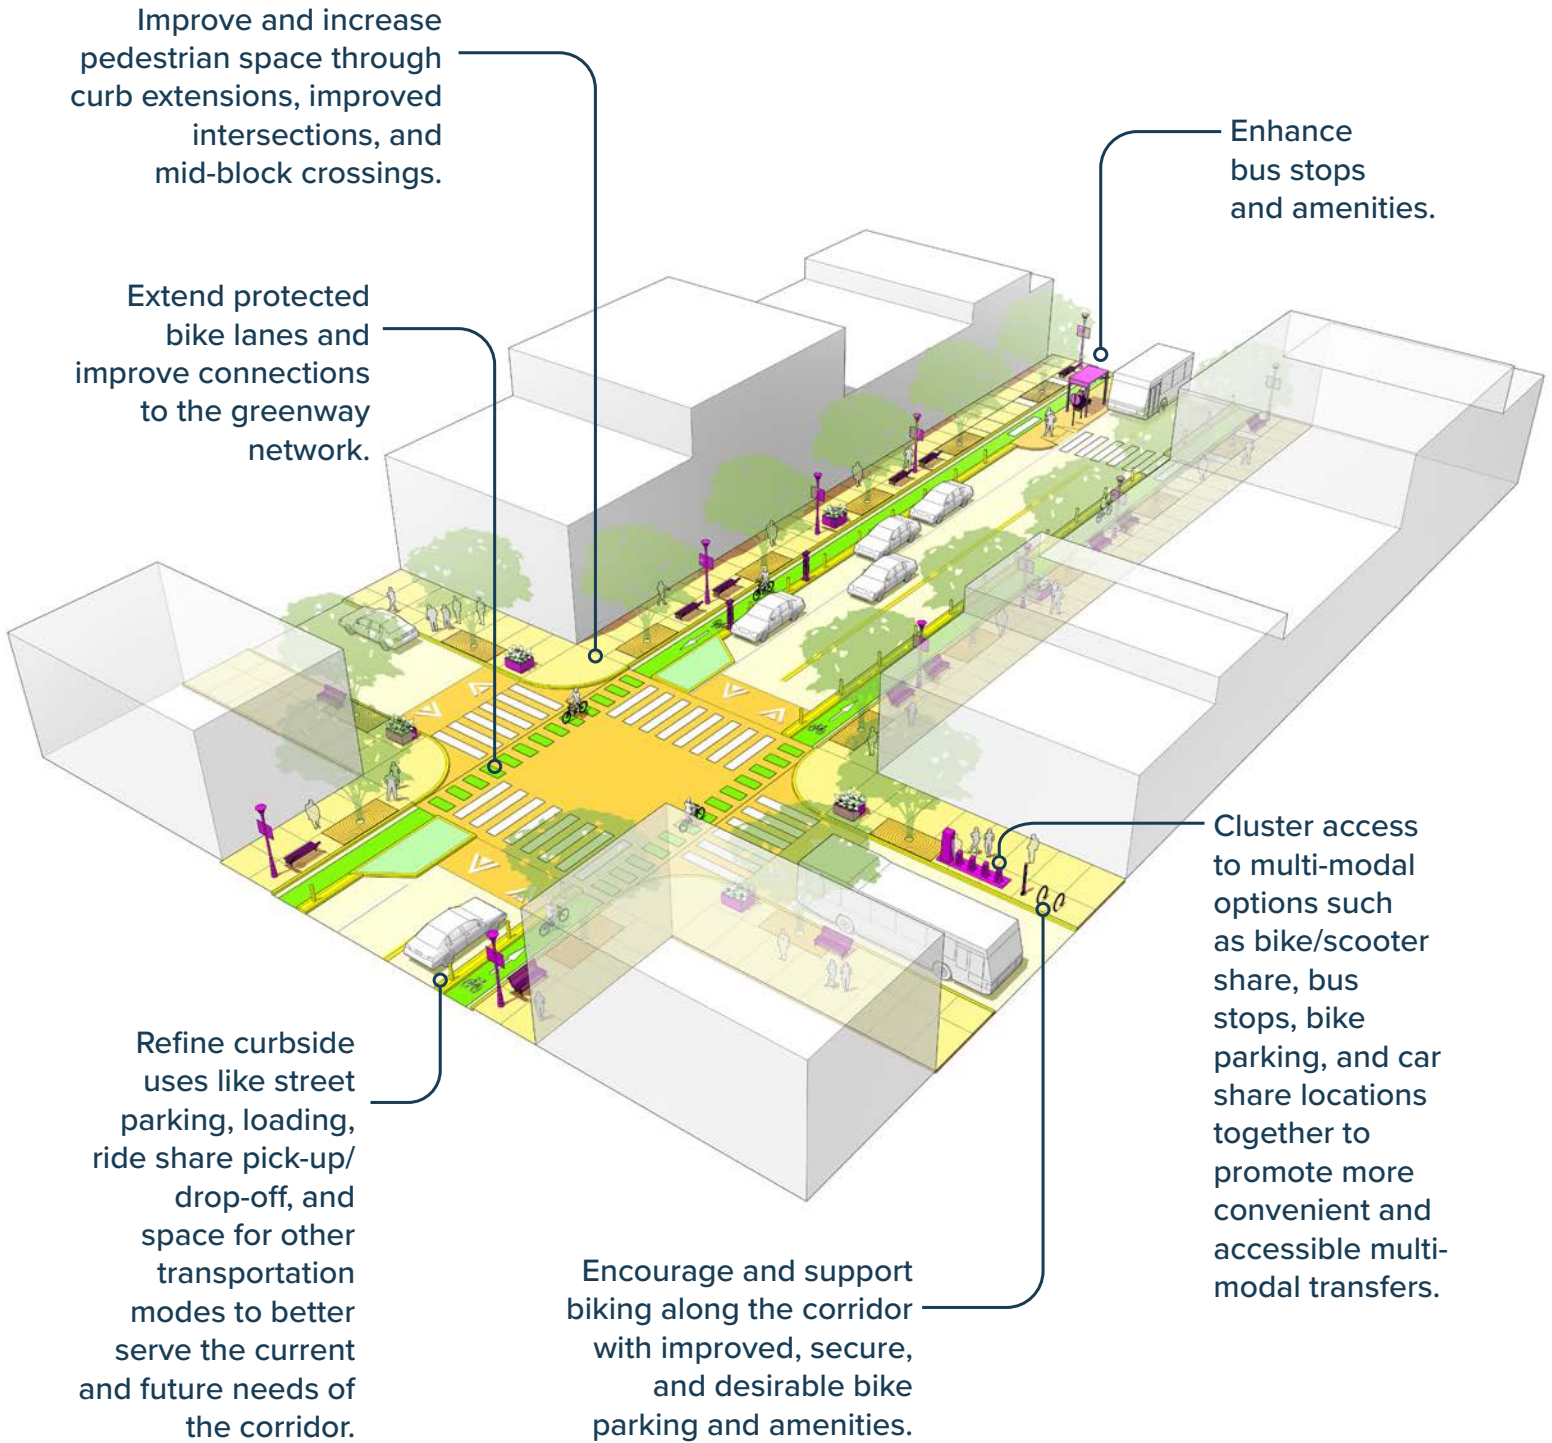 Improve and increase
pedestrian space through
curb extensions, improved
intersections, and
mid-block crossings.
Enhance
bus stops
and amenities.
Extend protected
bike lanes and
improve connections
to the greenway
network.
Cluster access
to multi-modal
options such
as bike/scooter
share, bus
stops, bike
parking, and car
share locations
together to
promote more
convenient and
accessible multi-
modal transfers.
Refine curbside
uses like street
parking, loading,
ride share pick-up/
drop-off, and
space for other
transportation
modes to better
serve the current
and future needs of
the corridor.
Encourage and support
biking along the corridor
with improved, secure,
and desirable bike
parking and amenities.